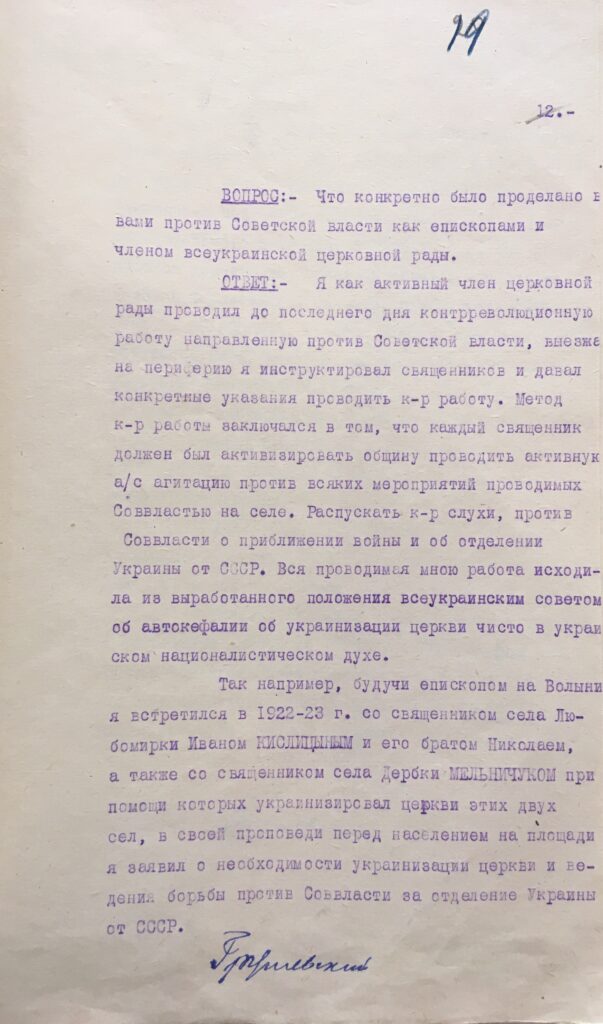 29
12.-
ВОПРОС:- Что конкретно было проделано в
вами против Советской власти как епископами и
членом всеукраинской церковной рады.
ОТВЕТ:- Я как активный член церковной
рады проводил до последнего дня контрреволюционную
работу направленную против Советской власти, выезжа
на периферию я инструктировал священников и давал
конкретные указания проводить к-р работу. Метод
к-р работы заключался в том, что каждый священник
должен был активизировать общину проводить активную
а/с агитацию против всяких мероприятий проводимых
Соввластью на селе. Распускать к-р слухи, против
Соввласти о приближении войны и об отделении
Украины от СССР. Вся проводимая мною работа исходи-
ла из выработанного положения всеукраинским советом
об автокефалии об украинизации церкви чисто в украи
ском националистическом духе.
Так например, будучи епископом на Волыни
я встретился в 1922-23 г. со священником села Лю-
бомирки Иваном КИСЛИЦЫНЫМ и его братом Николаем,
а также со священником села Дербки МЕЛЬНИЧУКОМ при
помощи которых украинизировал церкви этих двух
сел, в своей проповеди перед населением на площади
я заявил о необходимости украинизации церкви и ве-
дения борьбы против Соввласти за отделение Украины
от СССР.